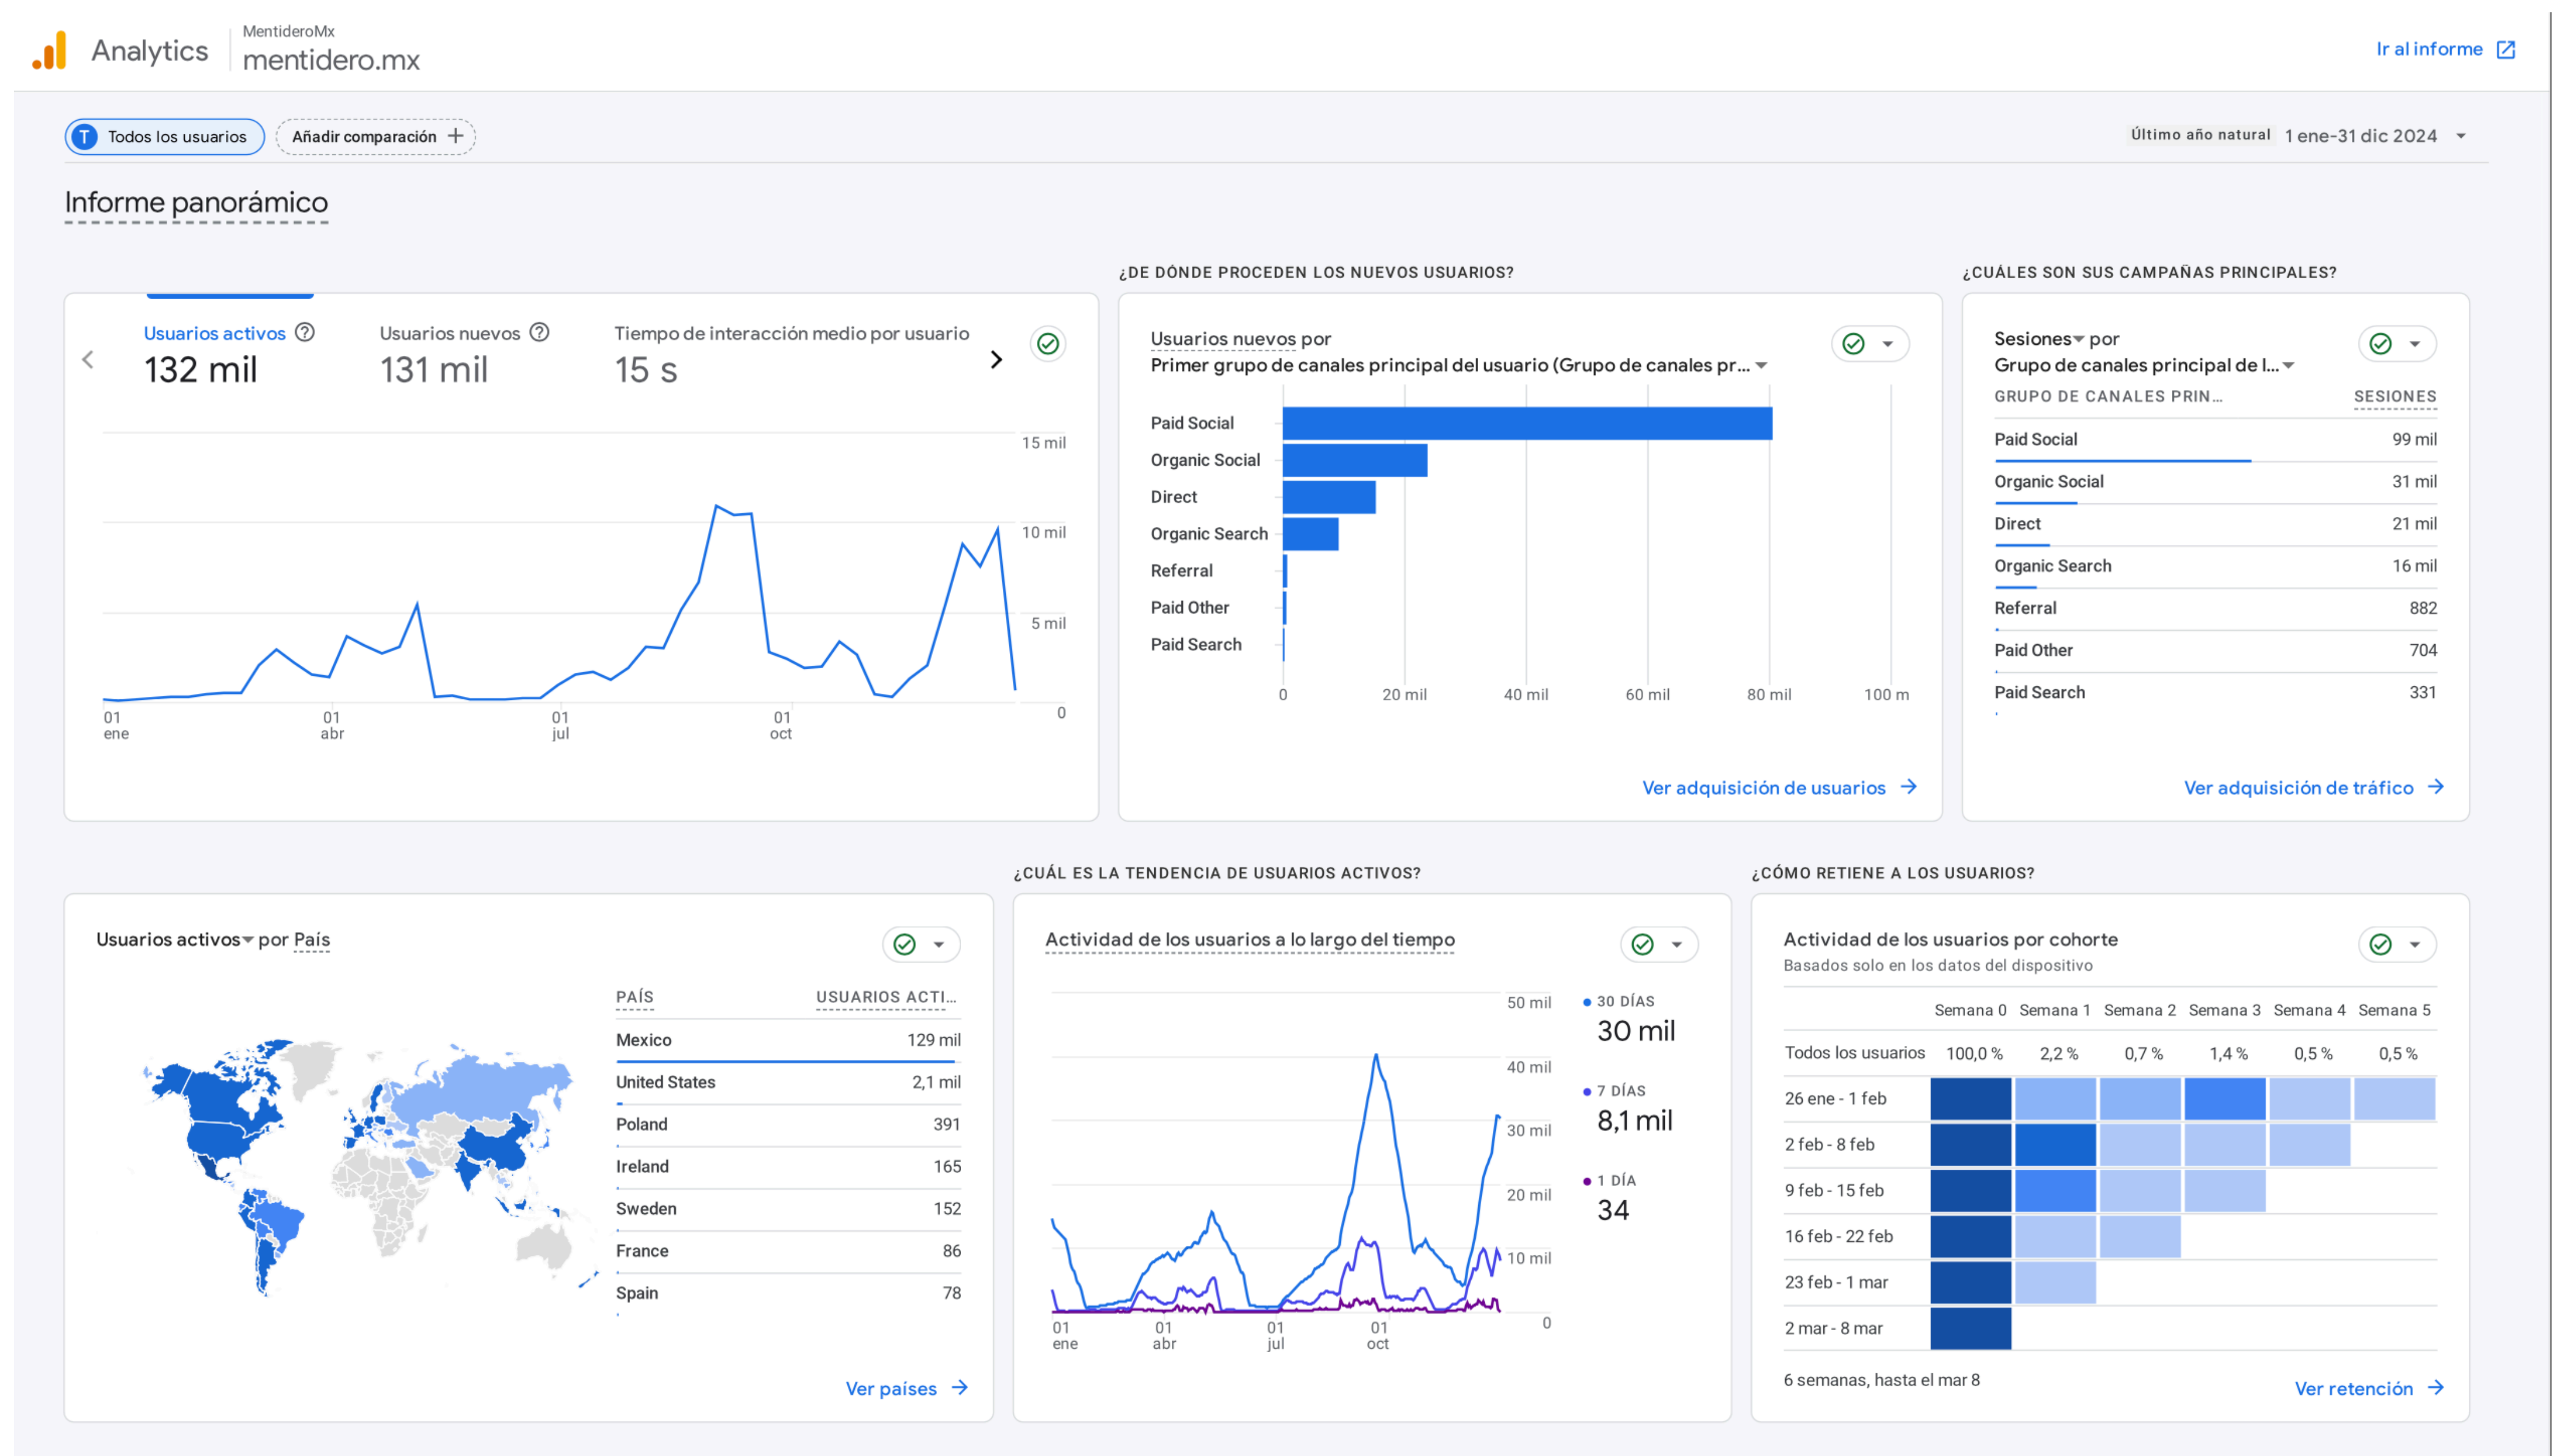 Analytics
MentideroMx
mentidero.mx
Ir al informe
T Todos los usuarios
Añadir comparación +
Último año natural 1 ene-31 dic 2024
Informe panorámico
Usuarios activos
132 mil
Usuarios nuevos
131 mil
Tiempo de interacción medio por usuario
15 s
15 mil
10 mil
5 mil
0
01 ene
01 abr
01 jul
01 oct
¿DE DÓNDE PROCEDEN LOS NUEVOS USUARIOS?
Usuarios nuevos por
Primer grupo de canales principal del usuario (Grupo de canales pr...
Paid Social
Organic Social
Direct
Organic Search
Referral
Paid Other
Paid Search
0 20 mil 40 mil 60 mil 80 mil 100 m
Ver adquisición de usuarios
¿CUÁLES SON SUS CAMPAÑAS PRINCIPALES?
Sesiones por
Grupo de canales principal de l...
GRUPO DE CANALES PRIN... SESIONES
Paid Social 99 mil
Organic Social 31 mil
Direct 21 mil
Organic Search 16 mil
Referral 882
Paid Other 704
Paid Search 331
Ver adquisición de tráfico
Usuarios activos por País
PAÍS USUARIOS ACTI...
Mexico 129 mil
United States 2,1 mil
Poland 391
Ireland 165
Sweden 152
France 86
Spain 78
Ver países
¿CUÁL ES LA TENDENCIA DE USUARIOS ACTIVOS?
Actividad de los usuarios a lo largo del tiempo
50 mil
40 mil
30 mil
20 mil
10 mil
0
01 ene
01 abr
01 jul
01 oct
30 DÍAS
30 mil
7 DÍAS
8,1 mil
1 DÍA
34
¿CÓMO RETIENE A LOS USUARIOS?
Actividad de los usuarios por cohorte
Basados solo en los datos del dispositivo
Semana 0 Semana 1 Semana 2 Semana 3 Semana 4 Semana 5
Todos los usuarios 100,0 % 2,2 % 0,7 % 1,4 % 0,5 % 0,5 %
26 ene - 1 feb
2 feb - 8 feb
9 feb - 15 feb
16 feb - 22 feb
23 feb - 1 mar
2 mar - 8 mar
6 semanas, hasta el mar 8
Ver retención